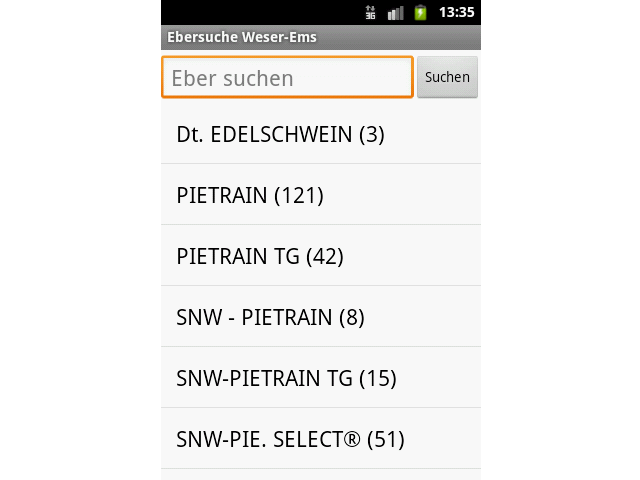 3G 13:35
Ebersuche Weser-Ems
Eber suchen Suchen
Dt. EDELSCHWEIN (3)
PIETRAIN (121)
PIETRAIN TG (42)
SNW - PIETRAIN (8)
SNW-PIETRAIN TG (15)
SNW-PIE. SELECT® (51)